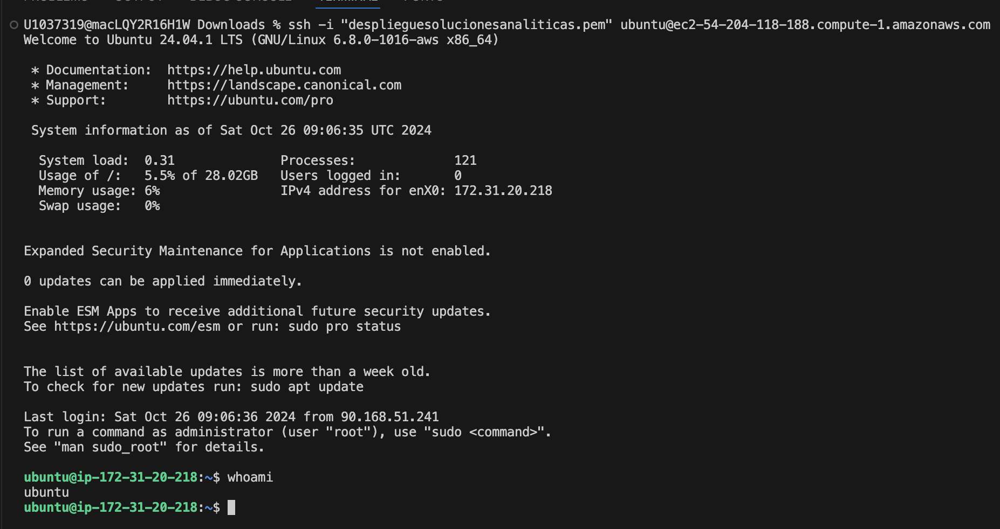 PROBLEMS OUTPUT DEBUG CONSOLE TERMINAL PORTS
U1037319@macLQY2R16H1W Downloads % ssh -i "desplieguesolucionesanaliticas.pem" ubuntu@ec2-54-204-118-188.compute-1.amazonaws.com
Welcome to Ubuntu 24.04.1 LTS (GNU/Linux 6.8.0-1016-aws x86_64)
* Documentation: https://help.ubuntu.com
* Management: https://landscape.canonical.com
* Support: https://ubuntu.com/pro
System information as of Sat Oct 26 09:06:35 UTC 2024
System load: 0.31 Processes: 121
Usage of /: 5.5% of 28.02GB Users logged in: 0
Memory usage: 6% IPv4 address for enX0: 172.31.20.218
Swap usage: 0%
Expanded Security Maintenance for Applications is not enabled.
0 updates can be applied immediately.
Enable ESM Apps to receive additional future security updates.
See https://ubuntu.com/esm or run: sudo pro status
The list of available updates is more than a week old.
To check for new updates run: sudo apt update
Last login: Sat Oct 26 09:06:36 2024 from 90.168.51.241
To run a command as administrator (user "root"), use "sudo <command>".
See "man sudo_root" for details.
ubuntu@ip-172-31-20-218:~$ whoami
ubuntu
ubuntu@ip-172-31-20-218:~$